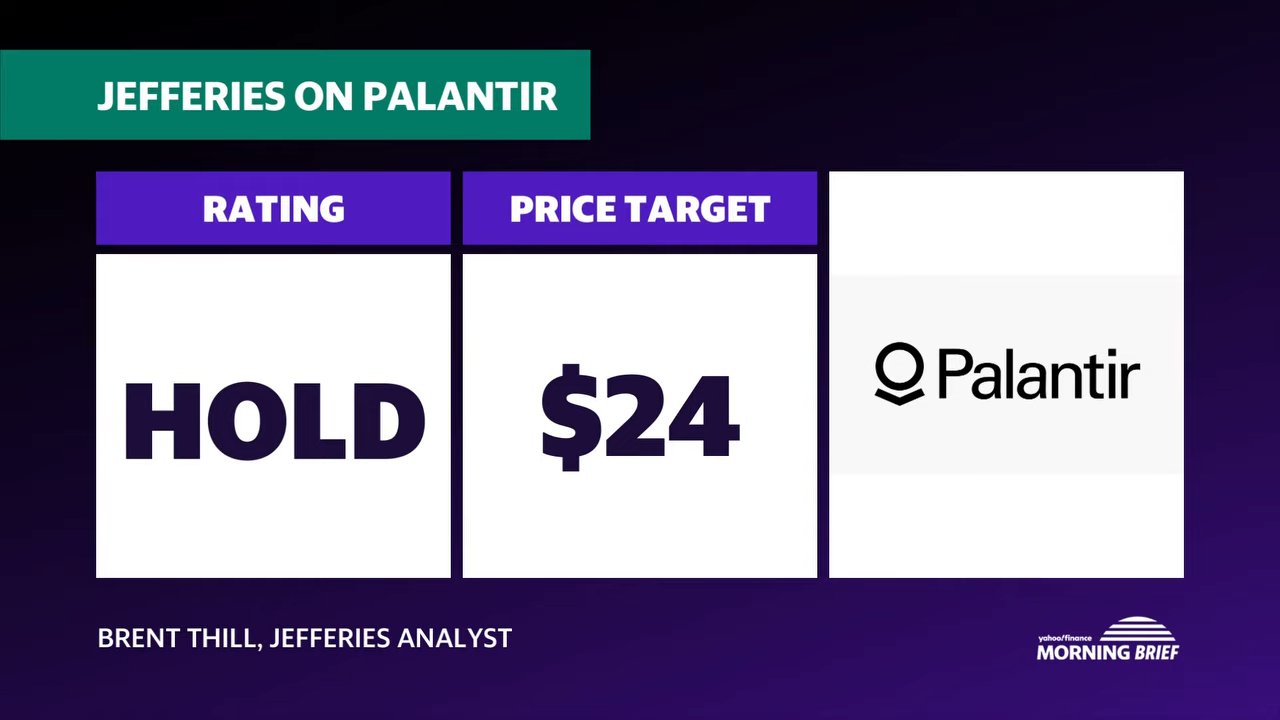 JEFFERIES ON PALANTIR
RATING
PRICE TARGET
HOLD
$24
Palantir
BRENT THILL, JEFFERIES ANALYST
yahoo/finance
MORNING BRIEF